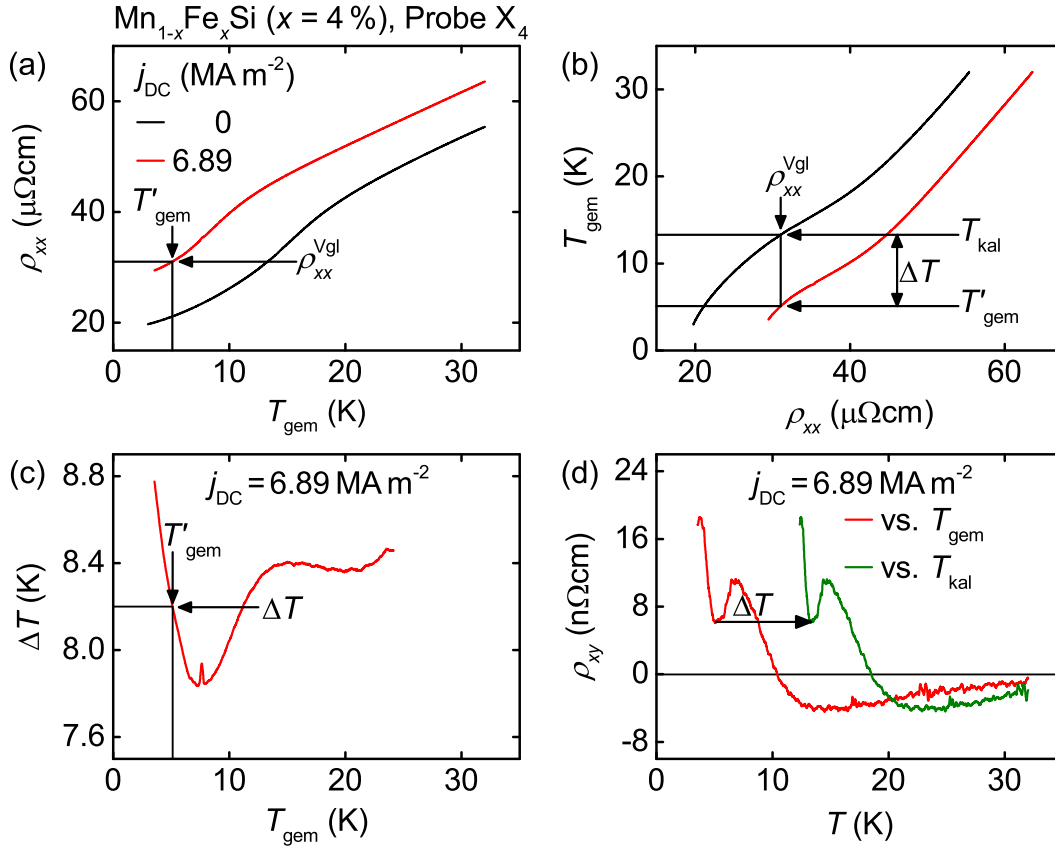 Mn1-xFexSi (x = 4 %), Probe X4
(a)
jDC (MA m-2)
0
6.89
T'gem
ρxxVgl
60
40
20
ρxx (μΩcm)
0 10 20 30
Tgem (K)
(b)
ρxxVgl
Tkal
ΔT
T'gem
30
20
10
0
Tgem (K)
20 40 60
ρxx (μΩcm)
(c)
jDC = 6.89 MA m-2
T'gem
ΔT
8.8
8.4
8.0
7.6
ΔT (K)
0 10 20 30
Tgem (K)
(d)
jDC = 6.89 MA m-2
vs. Tgem
vs. Tkal
ΔT
24
16
8
0
-8
ρxy (nΩcm)
0 10 20 30
T (K)